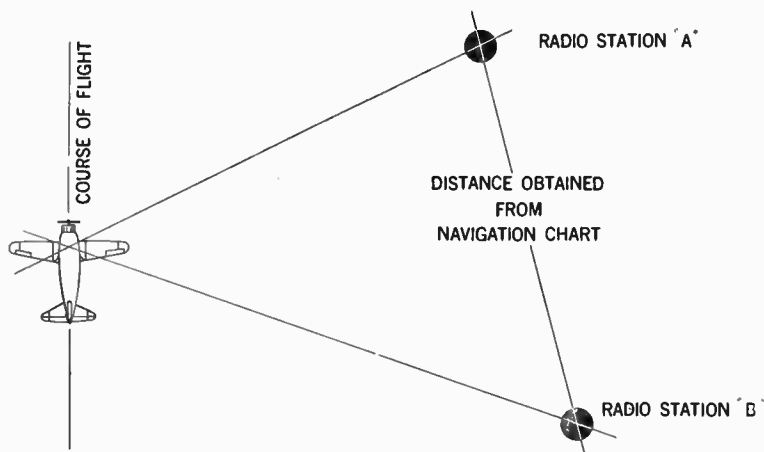 COURSE OF FLIGHT
RADIO STATION "A"
DISTANCE OBTAINED
FROM
NAVIGATION CHART
RADIO STATION "B"